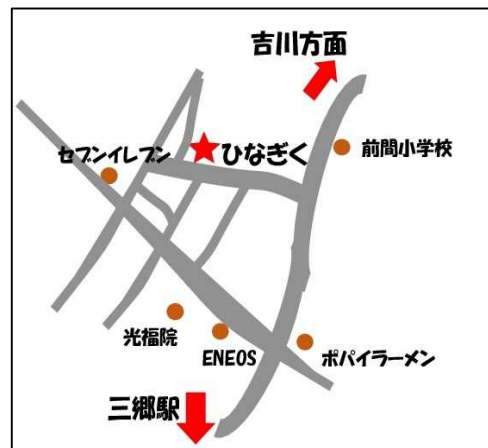 吉川方面
セブンイレブン
ひなぎく
前間小学校
光福院
ENEOS
ポパイラーメン
三郷駅